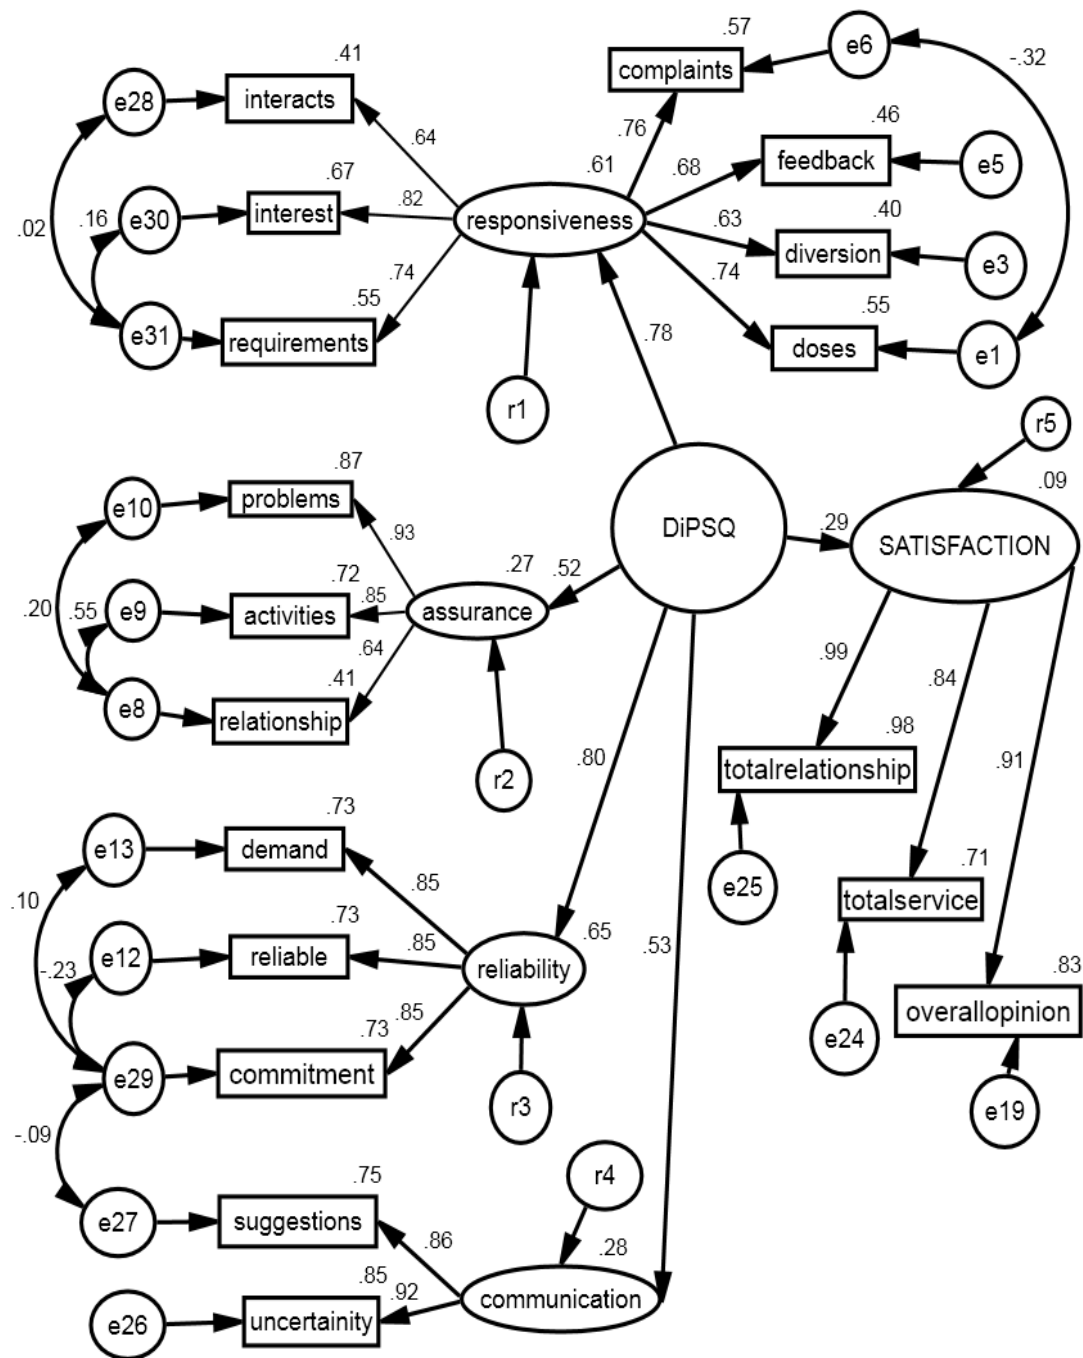 .57
e6
complaints
-.32
.41
e28
interacts
.64
.76
.46
feedback
e5
.67
.61
.68
.02
.16
e30
interest
.82
responsiveness
.63
.40
diversion
e3
.74
.74
.55
.55
e31
requirements
.78
doses
e1
r1
r5
.87
e10
problems
.09
.93
DiPSQ
.29
SATISFACTION
.72
.27
.52
.20
.55
e9
activities
.85
assurance
.64
.41
e8
relationship
.99
.84
r2
.80
.98
totalrelationship
.91
.73
e13
demand
.85
e25
.71
totalservice
.10
.73
-.23
e12
reliable
.85
reliability
.65
.53
.83
overallopinion
.85
.73
e29
commitment
e24
r3
e19
-.09
r4
.75
e27
suggestions
.86
.28
.85
.92
communication
e26
uncertainity